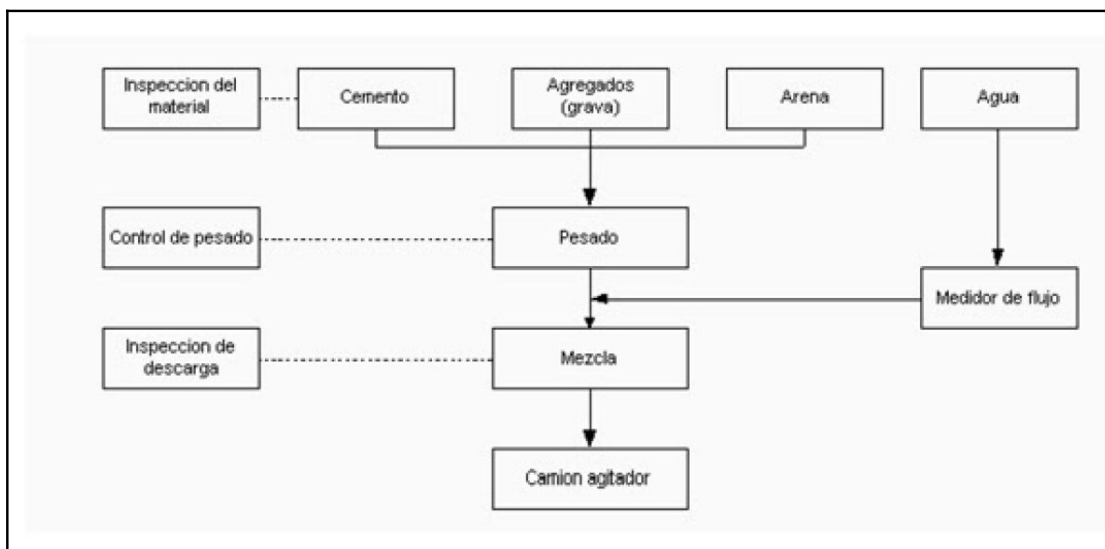 Inspeccion del
material
Cemento
Agregados
(grava)
Arena
Agua
Control de pesado
Pesado
Medidor de flujo
Inspeccion de
descarga
Mezcla
Camion agitador